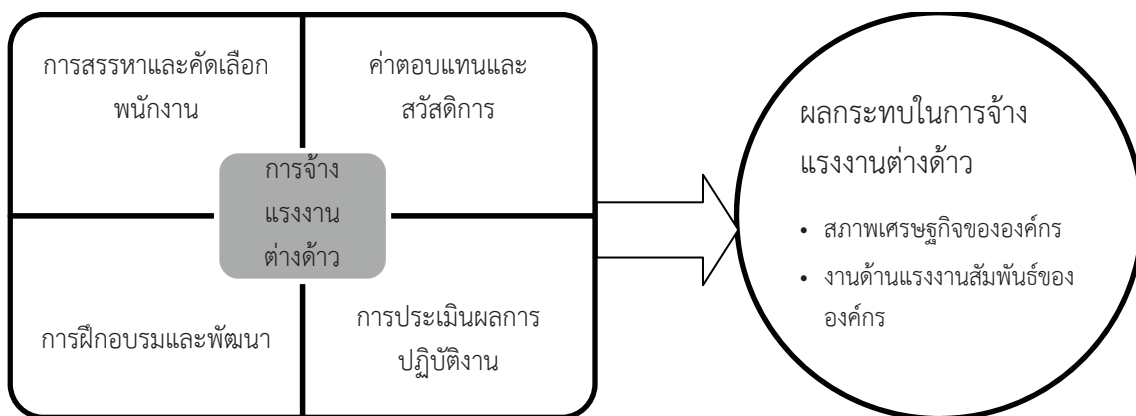 การสรรหาและคัดเลือก
พนักงาน
ค่าตอบแทนและ
สวัสดิการ
การจ้าง
แรงงาน
ต่างด้าว
การฝึกอบรมและพัฒนา
การประเมินผลการ
ปฏิบัติงาน
ผลกระทบในการจ้าง
แรงงานต่างด้าว
• สภาพเศรษฐกิจขององค์กร
• งานด้านแรงงานสัมพันธ์ของ
องค์กร